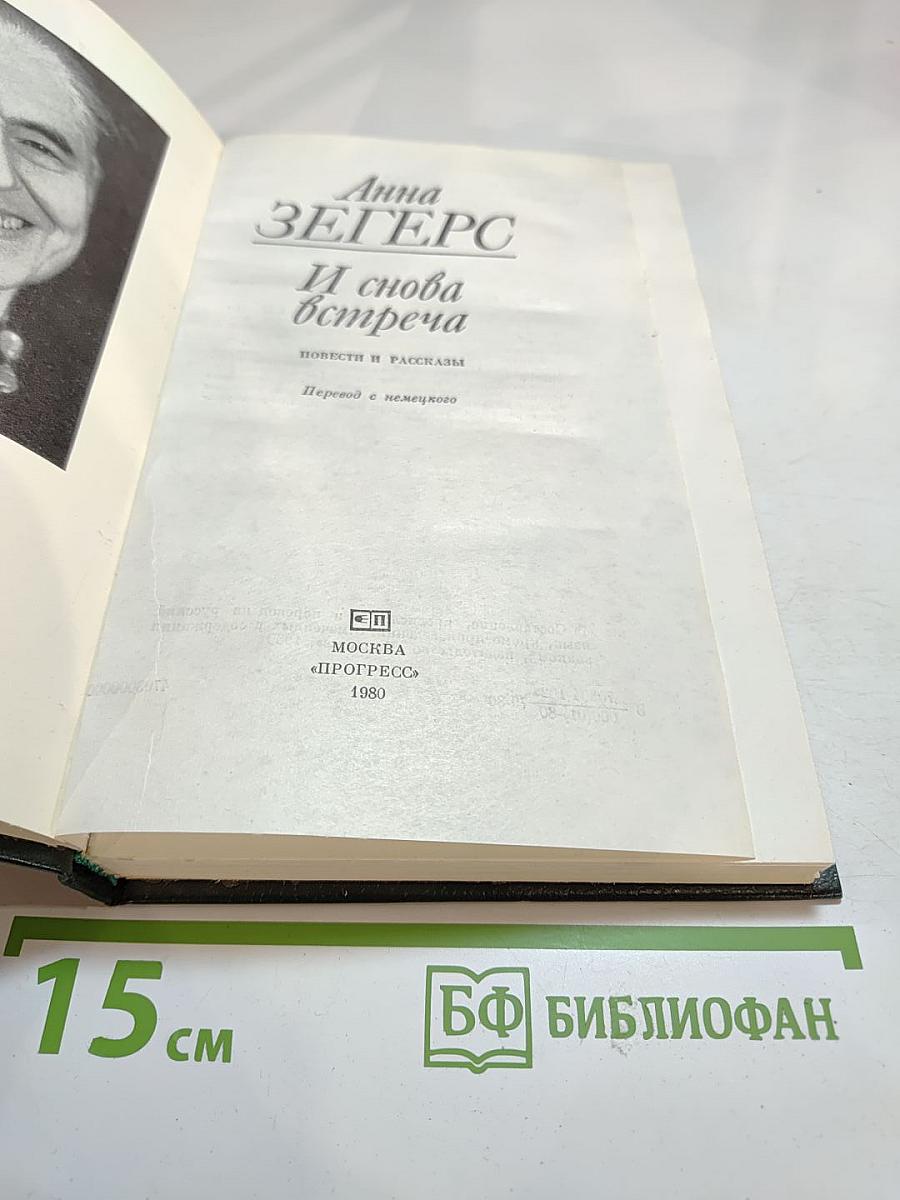 Анна
ЗЕГЕРС
И снова
встреча
ПОВЕСТИ И РАССКАЗЫ
Перевод с немецкого
МОСКВА
«ПРОГРЕСС»
1980
15 см
БФ БИБЛИОФАН